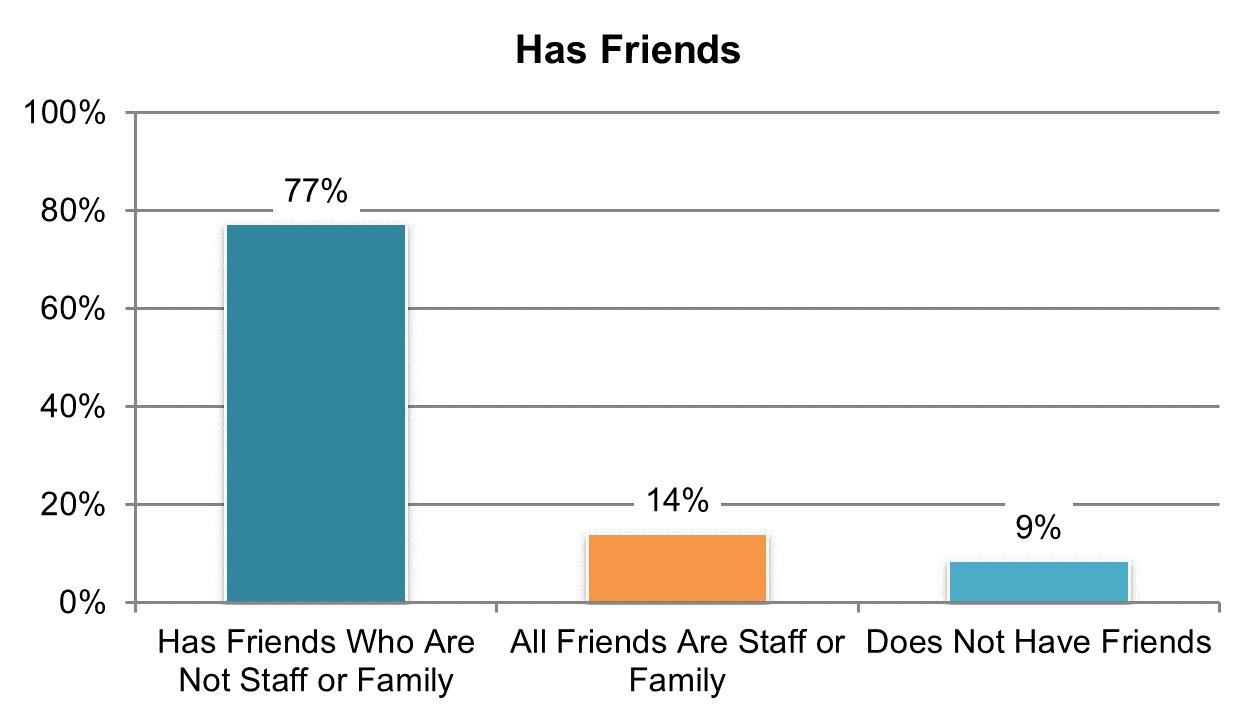 Has Friends
100%
80%
60%
40%
20%
0%
77%
14%
9%
Has Friends Who Are
Not Staff or Family
All Friends Are Staff or
Family
Does Not Have Friends